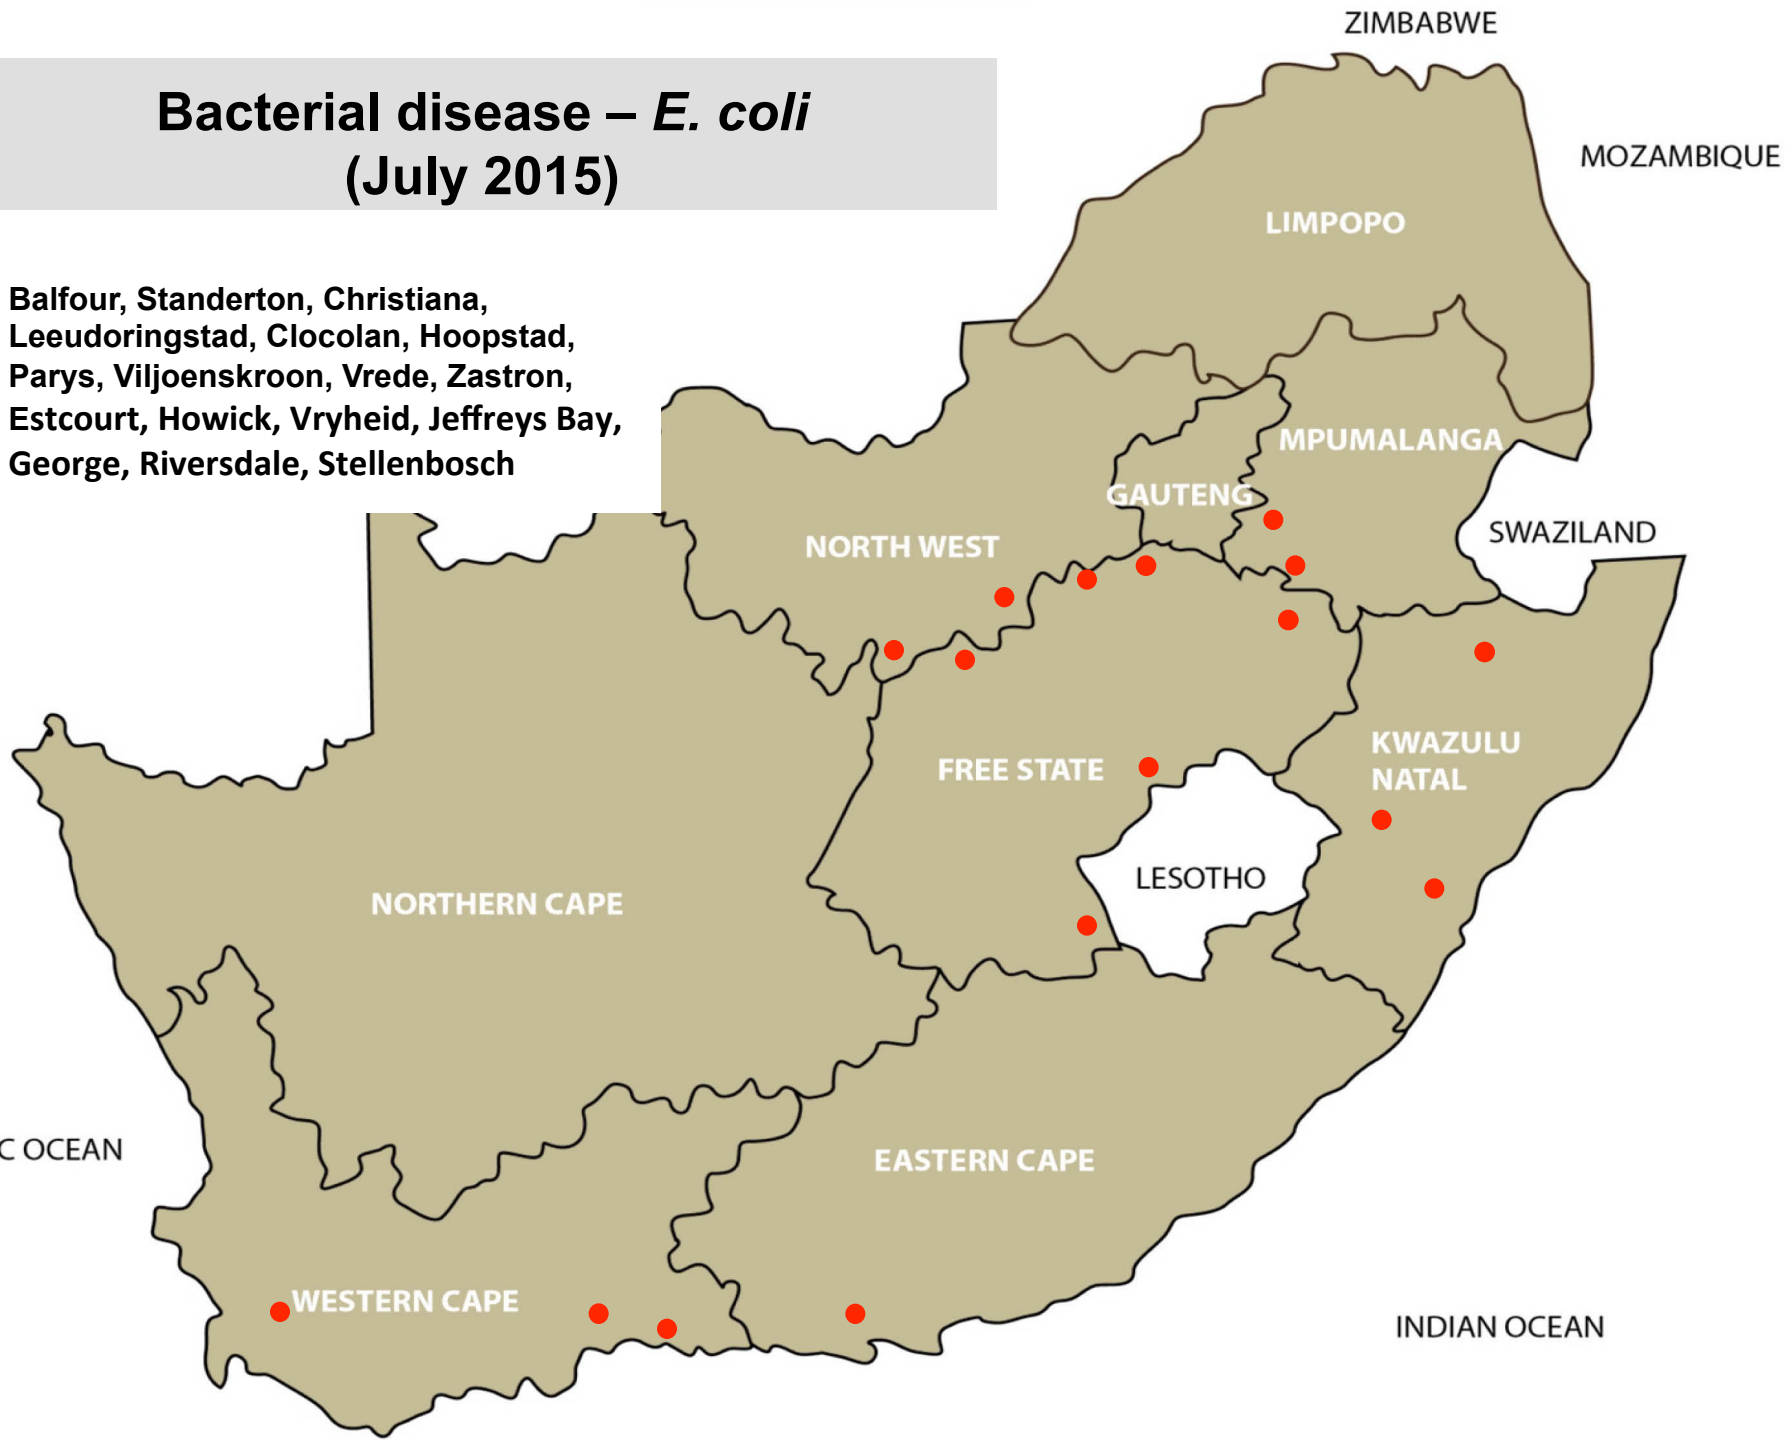 ZIMBABWE
Bacterial disease – E. coli
(July 2015)
MOZAMBIQUE
LIMPOPO
Balfour, Standerton, Christiana,
Leeudoringstad, Clocolan, Hoopstad,
Parys, Viljoenskroon, Vrede, Zastron,
Estcourt, Howick, Vryheid, Jeffreys Bay,
George, Riversdale, Stellenbosch
MPUMALANGA
GAUTENG
SWAZILAND
NORTH WEST
KWAZULU
NATAL
FREE STATE
LESOTHO
NORTHERN CAPE
C OCEAN
EASTERN CAPE
WESTERN CAPE
INDIAN OCEAN